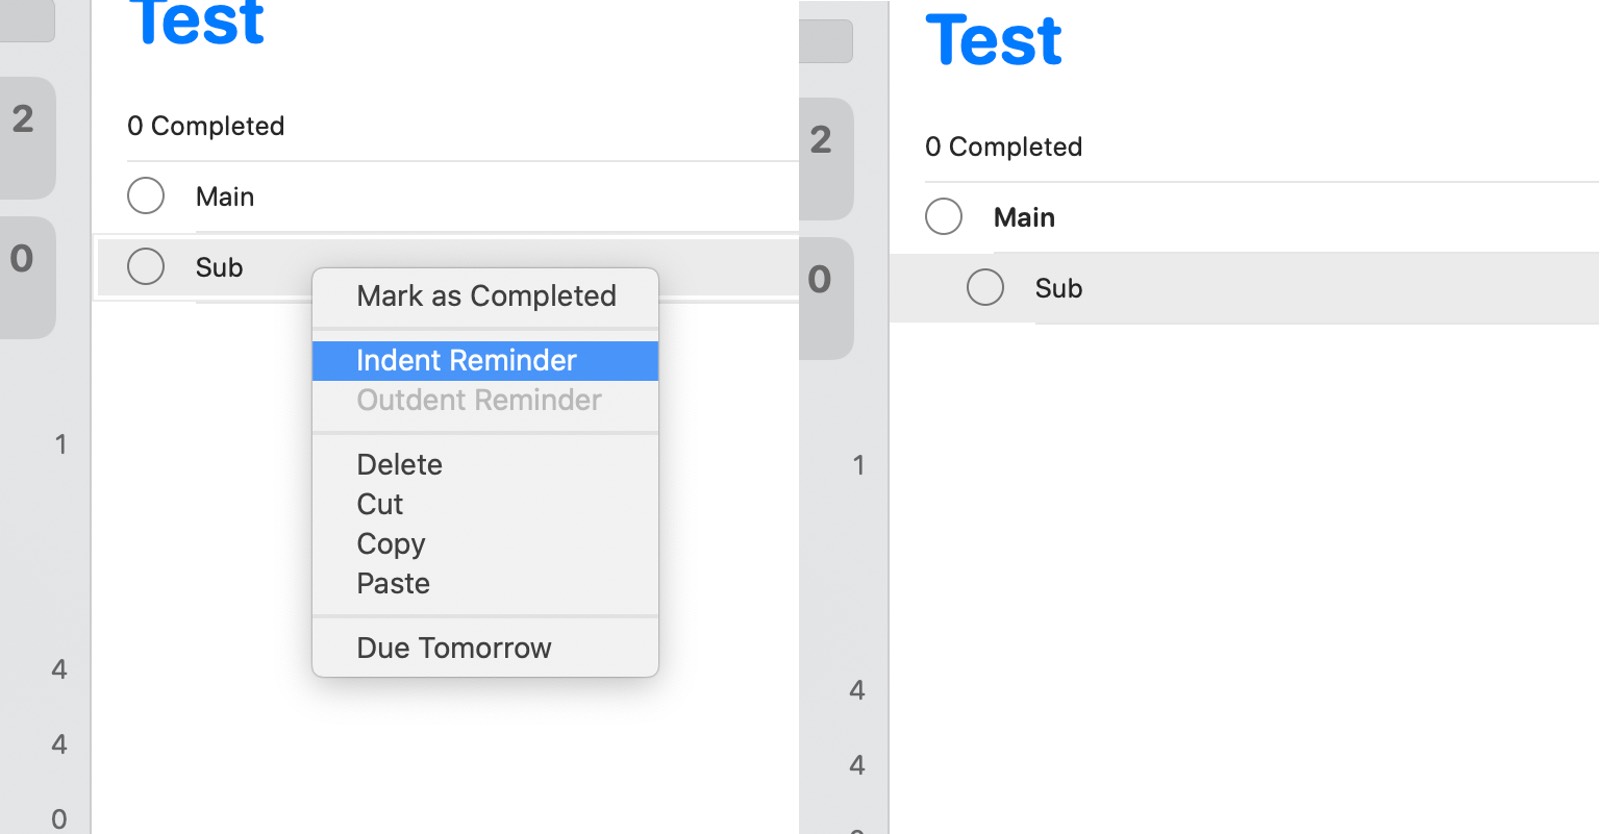 Test
2
0 Completed
Main
0
Sub
Mark as Completed
Indent Reminder
Outdent Reminder
1
Delete
Cut
Copy
Paste
Due Tomorrow
4
4
0
Test
2
0 Completed
Main
0
Sub
1
4
4